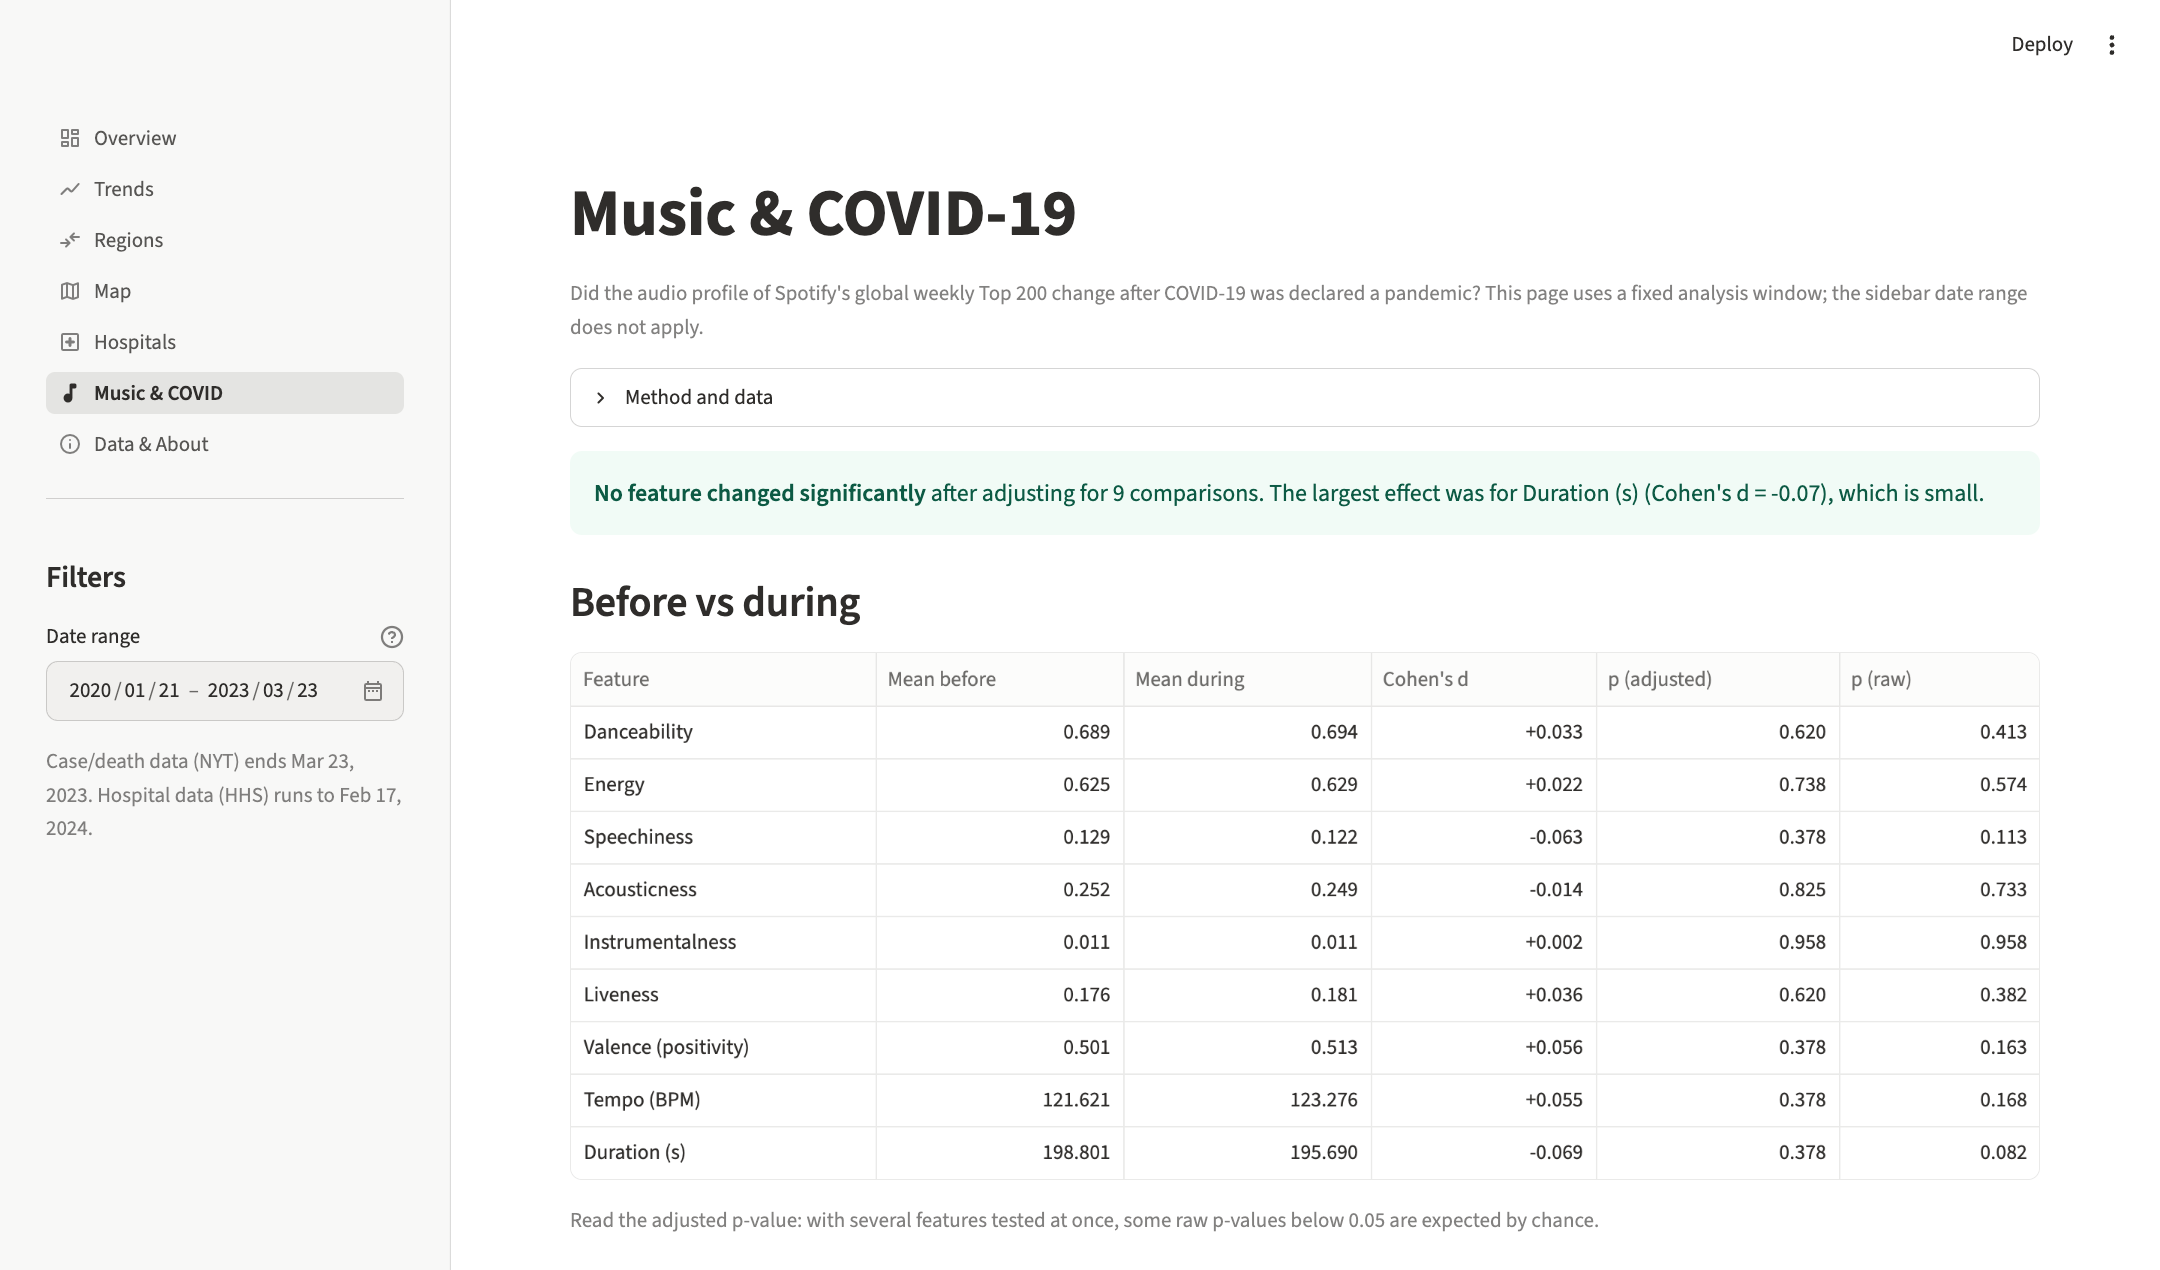 Deploy
Overview
Trends
Regions
Map
Hospitals
Music & COVID
Data & About
Filters
Date range
2020/01/21 – 2023/03/23
Case/death data (NYT) ends Mar 23,
2023. Hospital data (HHS) runs to Feb 17,
2024.
Music & COVID-19
Did the audio profile of Spotify's global weekly Top 200 change after COVID-19 was declared a pandemic? This page uses a fixed analysis window; the sidebar date range
does not apply.
Method and data
No feature changed significantly after adjusting for 9 comparisons. The largest effect was for Duration (s) (Cohen's d = -0.07), which is small.
Before vs during
Feature Mean before Mean during Cohen's d p (adjusted) p (raw)
Danceability 0.689 0.694 +0.033 0.620 0.413
Energy 0.625 0.629 +0.022 0.738 0.574
Speechiness 0.129 0.122 -0.063 0.378 0.113
Acousticness 0.252 0.249 -0.014 0.825 0.733
Instrumentalness 0.011 0.011 +0.002 0.958 0.958
Liveness 0.176 0.181 +0.036 0.620 0.382
Valence (positivity) 0.501 0.513 +0.056 0.378 0.163
Tempo (BPM) 121.621 123.276 +0.055 0.378 0.168
Duration (s) 198.801 195.690 -0.069 0.378 0.082
Read the adjusted p-value: with several features tested at once, some raw p-values below 0.05 are expected by chance.